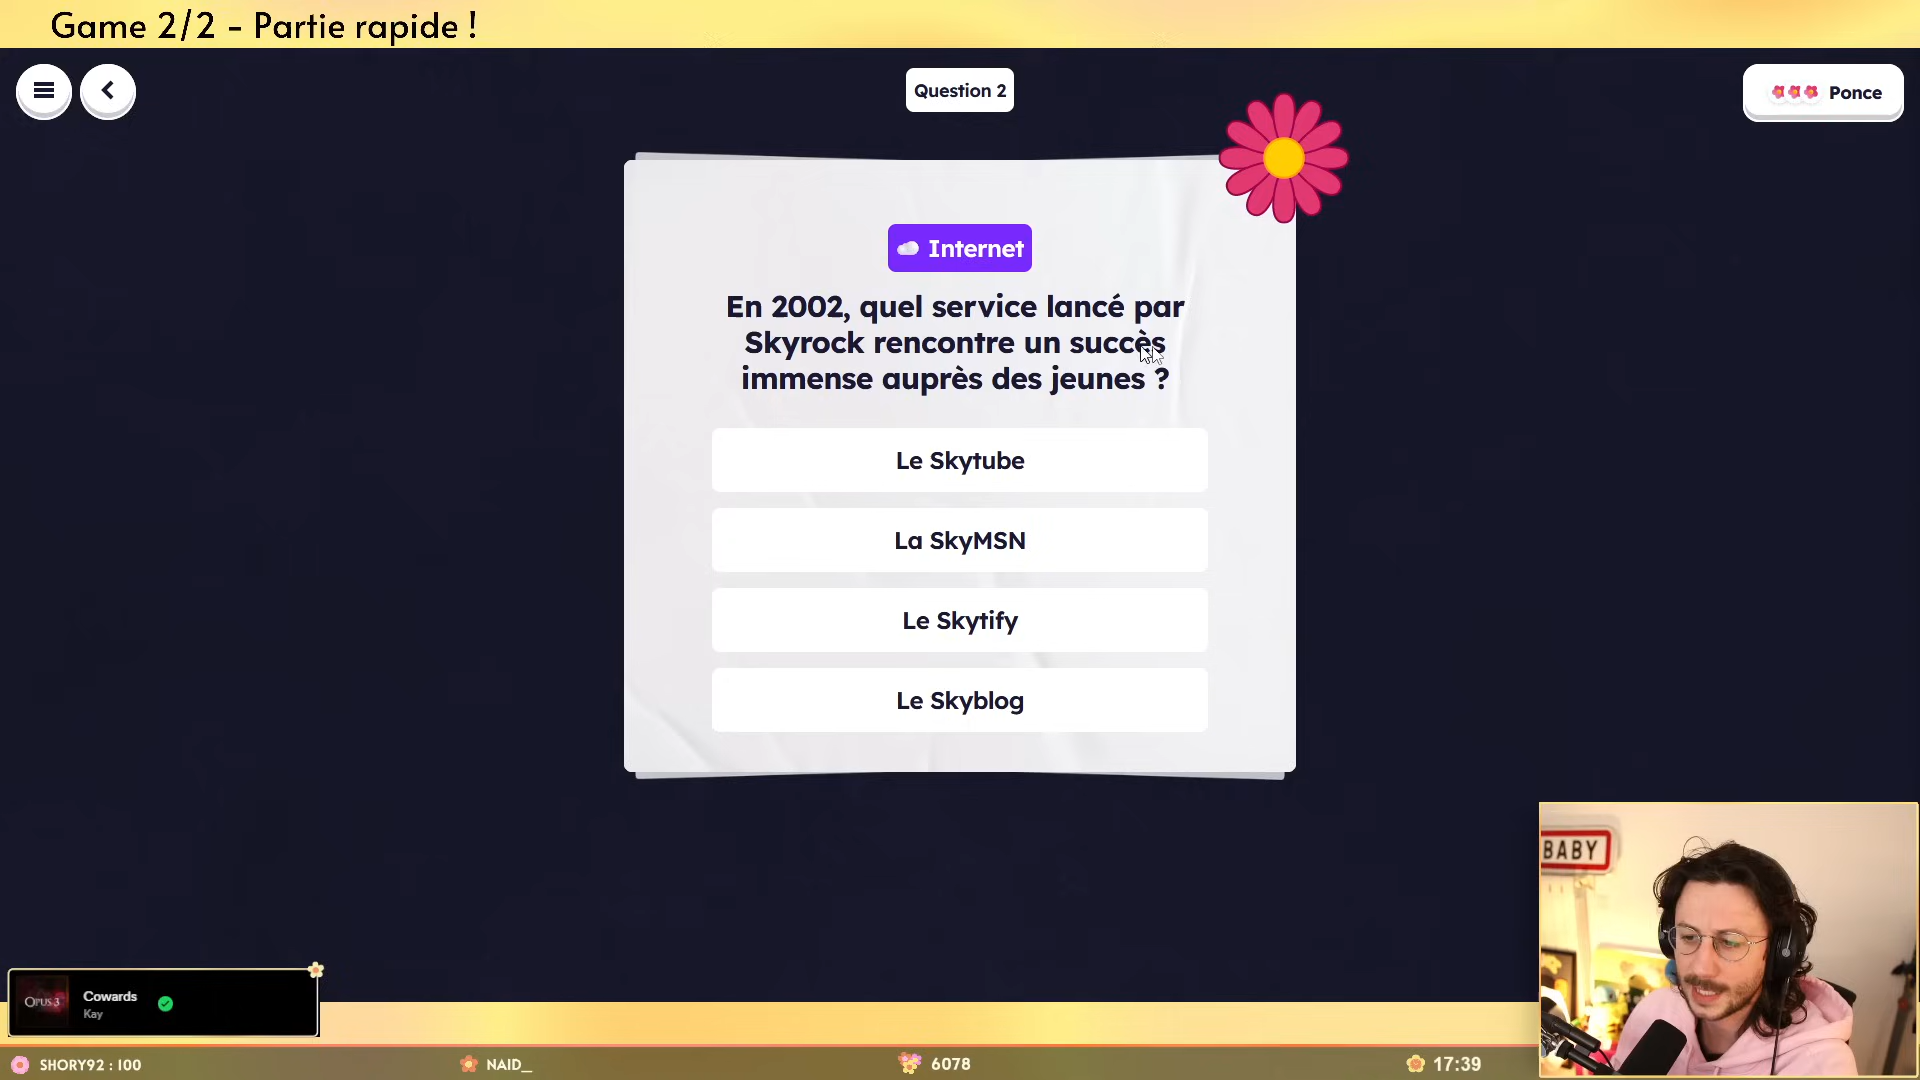 Game 2/2 - Partie rapide !
Question 2
Ponce
Internet
En 2002, quel service lancé par
Skyrock rencontre un succès
immense auprès des jeunes ?
Le Skytube
La SkyMSN
Le Skytify
Le Skyblog
BABY
OPUS 3
Cowards
Kay
SHORY92 : 100
NAID_
6078
17:39